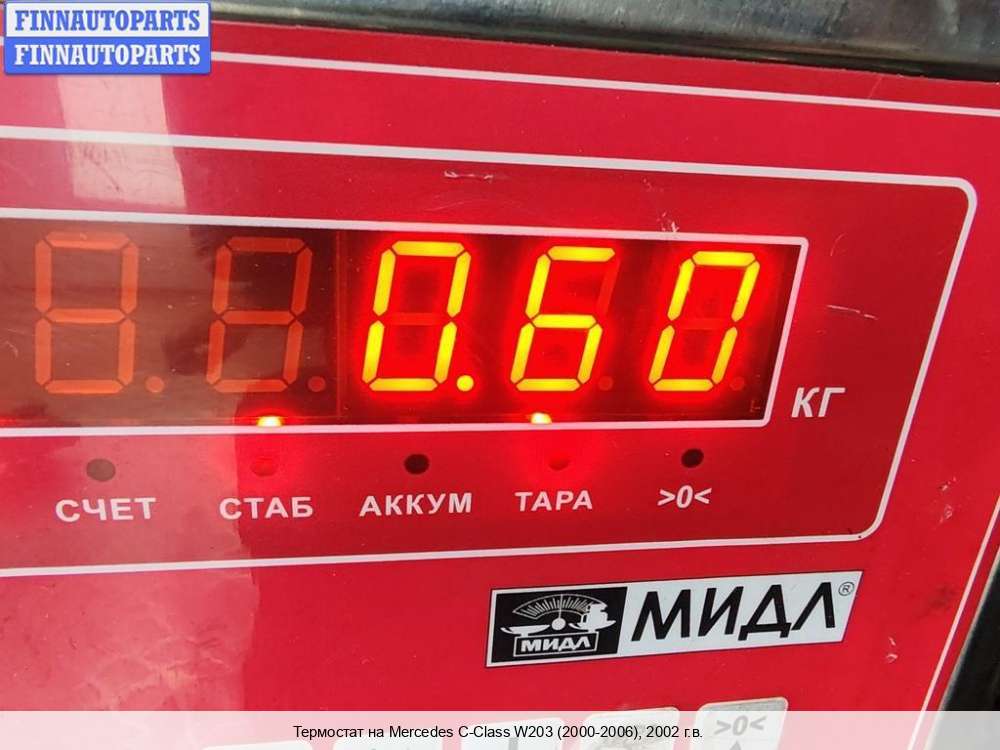 FINNAUTOPARTS
FINNAUTOPARTS
0.60
КГ
СЧЕТ СТАБ АККУМ ТАРА >0<
МИДЛ МИДЛ®
>0<
Термостат на Mercedes C-Class W203 (2000-2006), 2002 г.в.